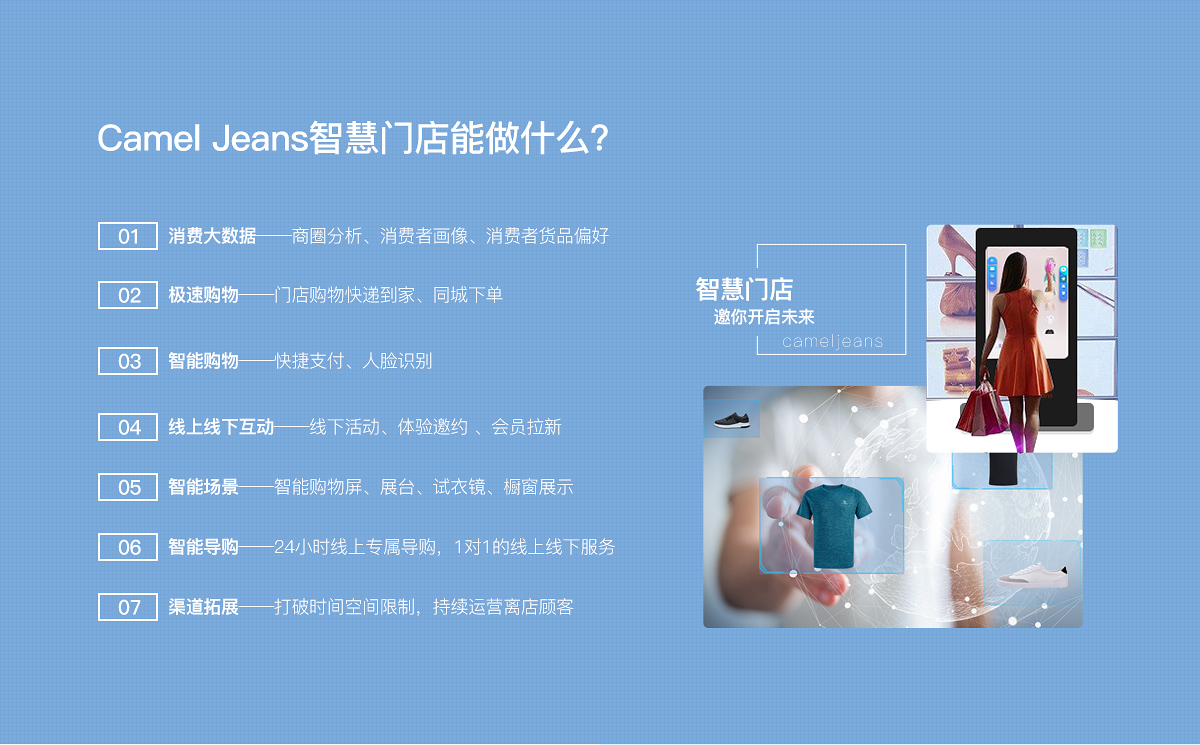 Camel Jeans智慧门店能做什么?
01 消费大数据——商圈分析、消费者画像、消费者货品偏好
02 极速购物——门店购物快递到家、同城下单
03 智能购物——快捷支付、人脸识别
04 线上线下互动——线下活动、体验邀约 、会员拉新
05 智能场景——智能购物屏、展台、试衣镜、橱窗展示
06 智能导购——24小时线上专属导购，1对1的线上线下服务
07 渠道拓展——打破时间空间限制，持续运营离店顾客
智慧门店
邀你开启未来
cameljeans